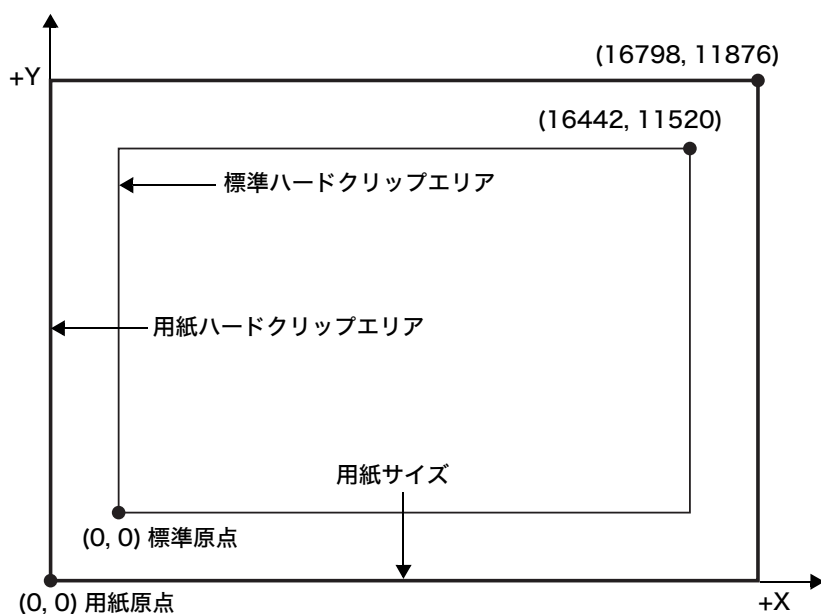 (16798, 11876)
+Y
(16442, 11520)
標準ハードクリップエリア
用紙ハードクリップエリア
用紙サイズ
(0, 0) 標準原点
(0, 0) 用紙原点
+X